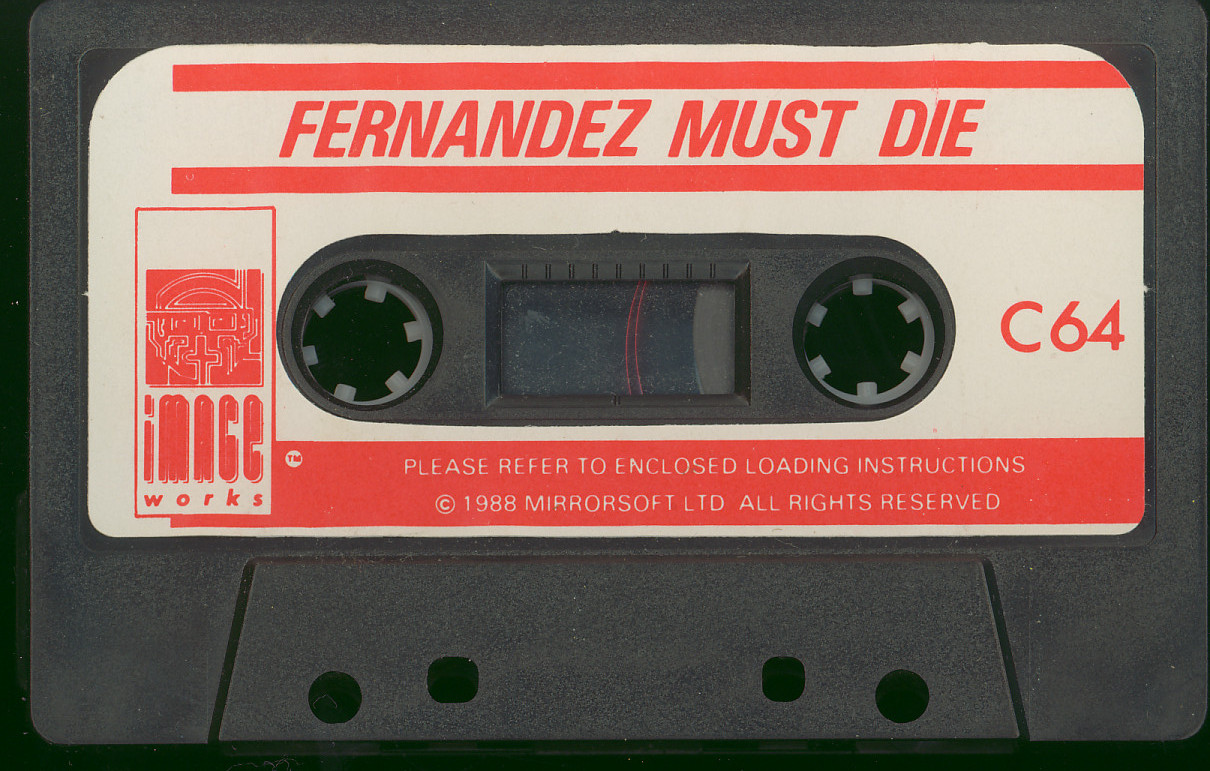 FERNANDEZ MUST DIE
C64
iMAGE
works
TM
PLEASE REFER TO ENCLOSED LOADING INSTRUCTIONS
© 1988 MIRRORSOFT LTD ALL RIGHTS RESERVED